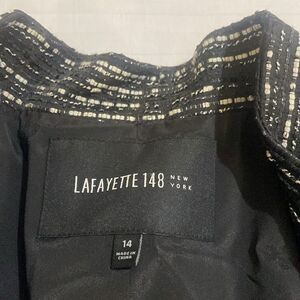 LAFAYETTE 148 NEW YORK
14
MADE IN
CHINA